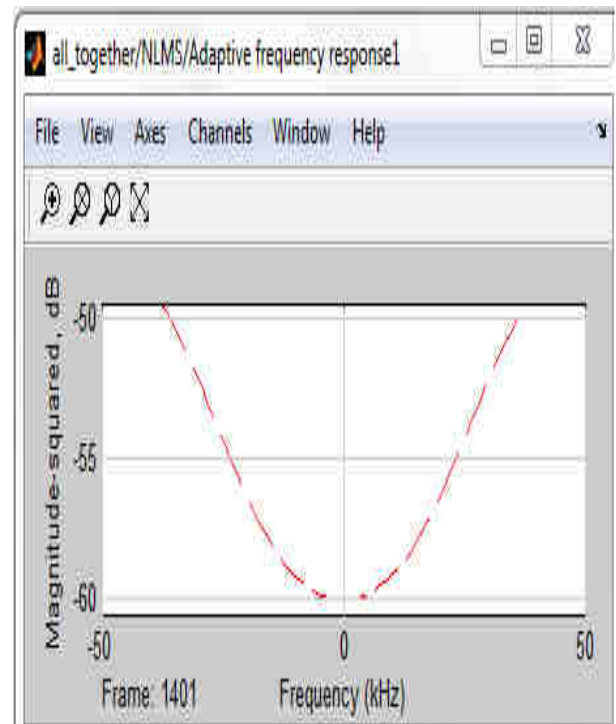 all_together/NLMS/Adaptive frequency response1
File View Axes Channels Window Help
Magnitude-squared, dB
-50
-55
-60
-50 0 50
Frame: 1401 Frequency (kHz)